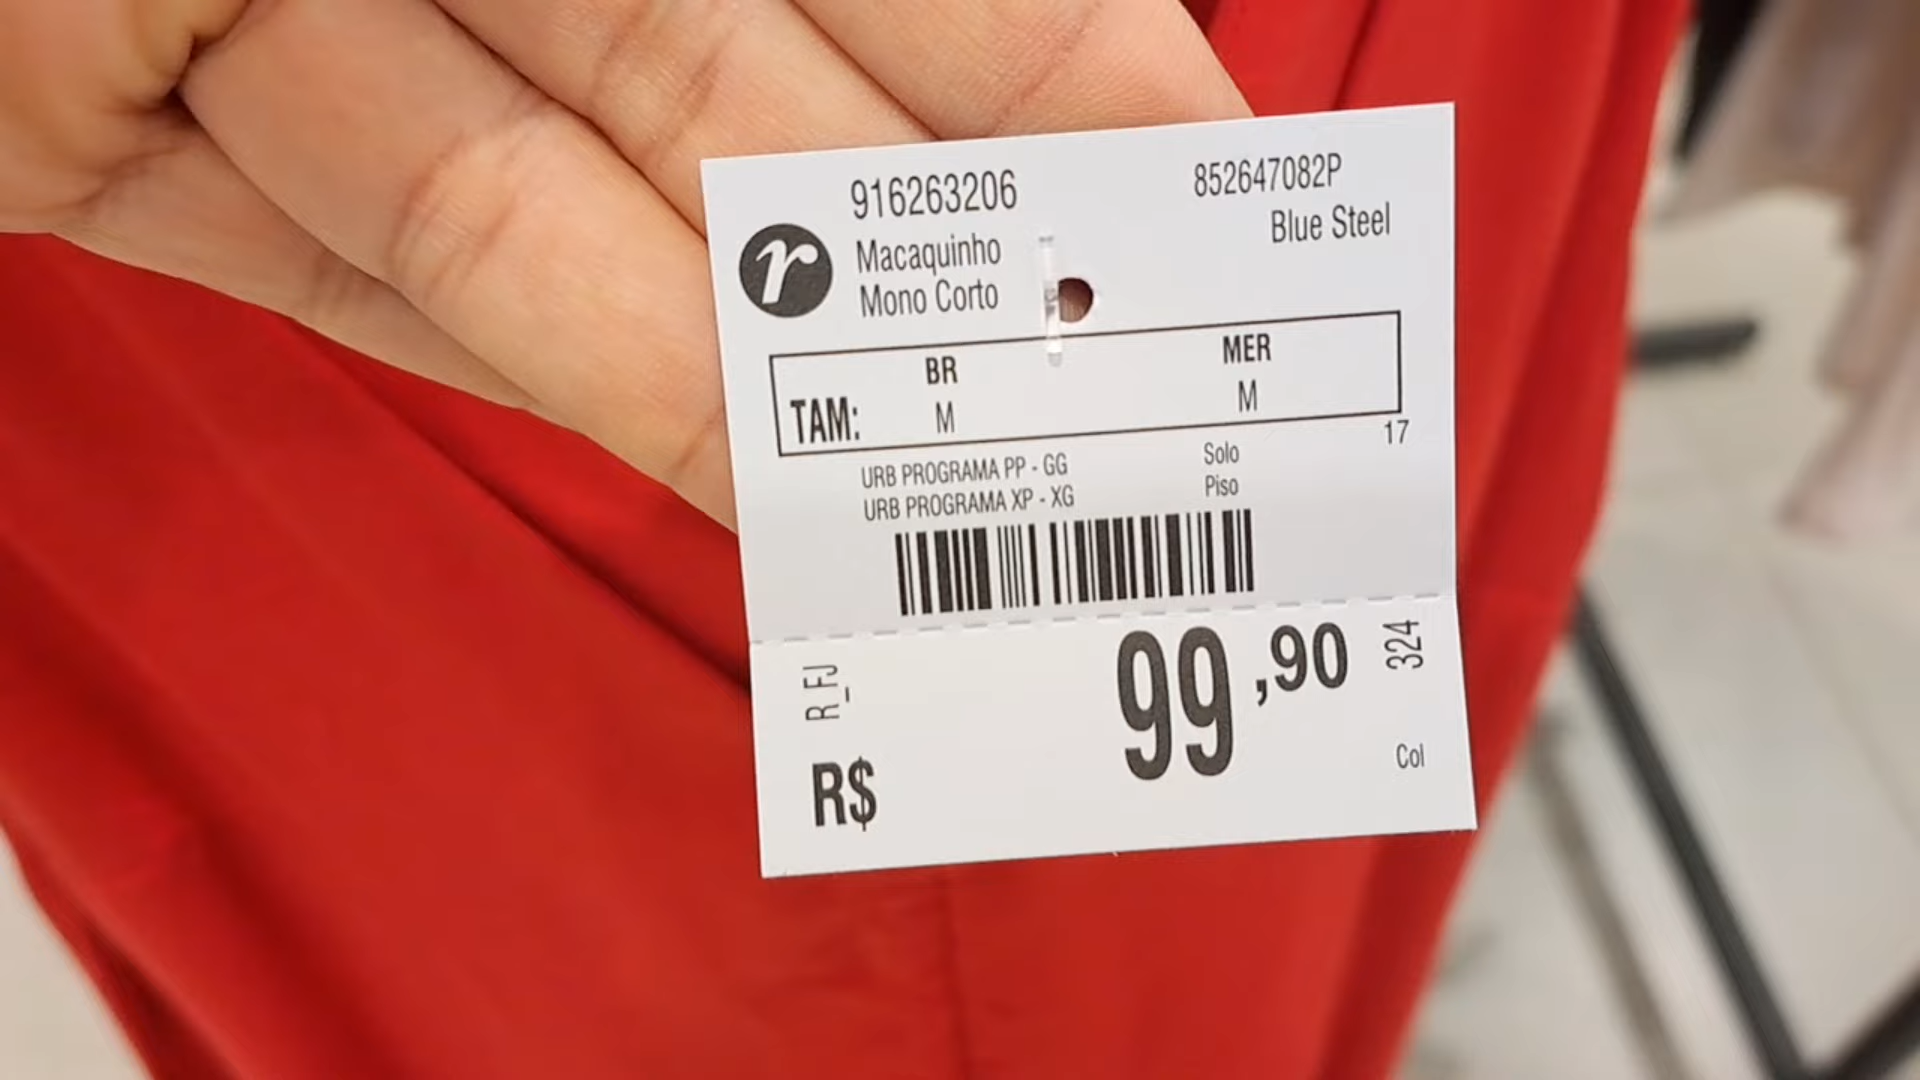 916263206
852647082P
Blue Steel
r
Macaquinho
Mono Corto
BR
MER
TAM:
M
M
17
URB PROGRAMA PP - GG
URB PROGRAMA XP - XG
Solo
Piso
R_FJ
99,90
324
R$
Col